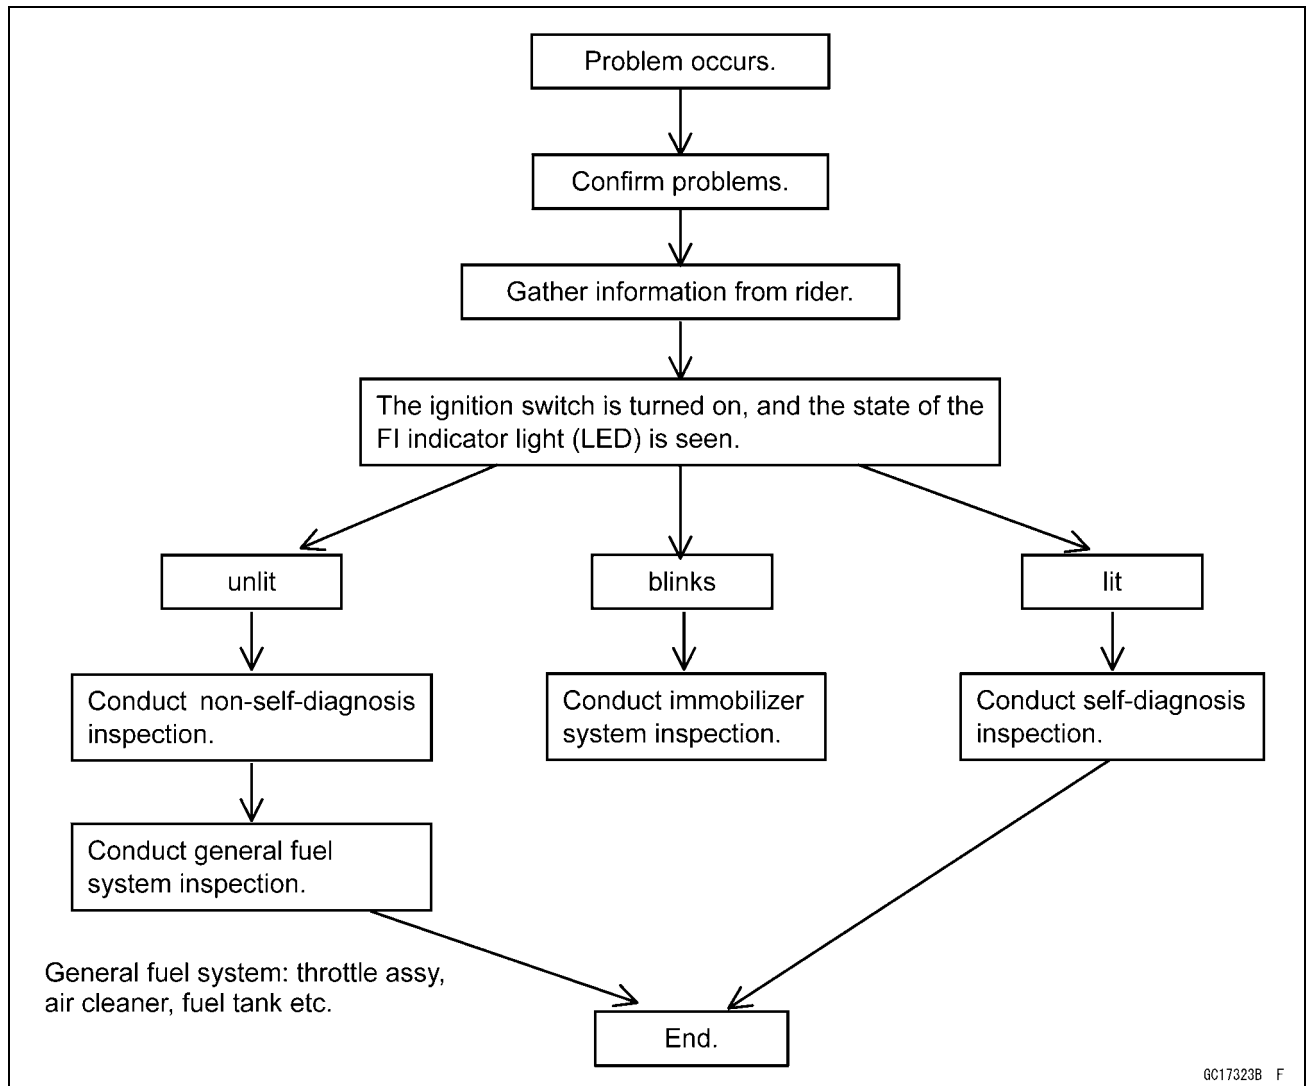 Problem occurs.
Confirm problems.
Gather information from rider.
The ignition switch is turned on, and the state of the
FI indicator light (LED) is seen.
unlit
blinks
lit
Conduct non-self-diagnosis
inspection.
Conduct immobilizer
system inspection.
Conduct self-diagnosis
inspection.
Conduct general fuel
system inspection.
General fuel system: throttle assy,
air cleaner, fuel tank etc.
End.
GC17323B F